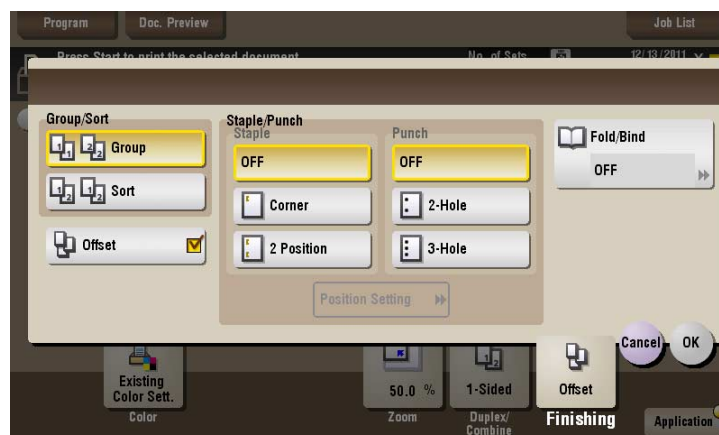 Program
Doc. Preview
Job List
Press Start to print the selected document
No. of Sets
12/13/2011
Group/Sort
Group
Sort
Offset
Staple/Punch
Staple
OFF
Corner
2 Position
Punch
OFF
2-Hole
3-Hole
Position Setting
Fold/Bind
OFF
Cancel
OK
Existing
Color Sett.
Color
50.0 %
Zoom
1-Sided
Duplex/
Combine
Offset
Finishing
Application